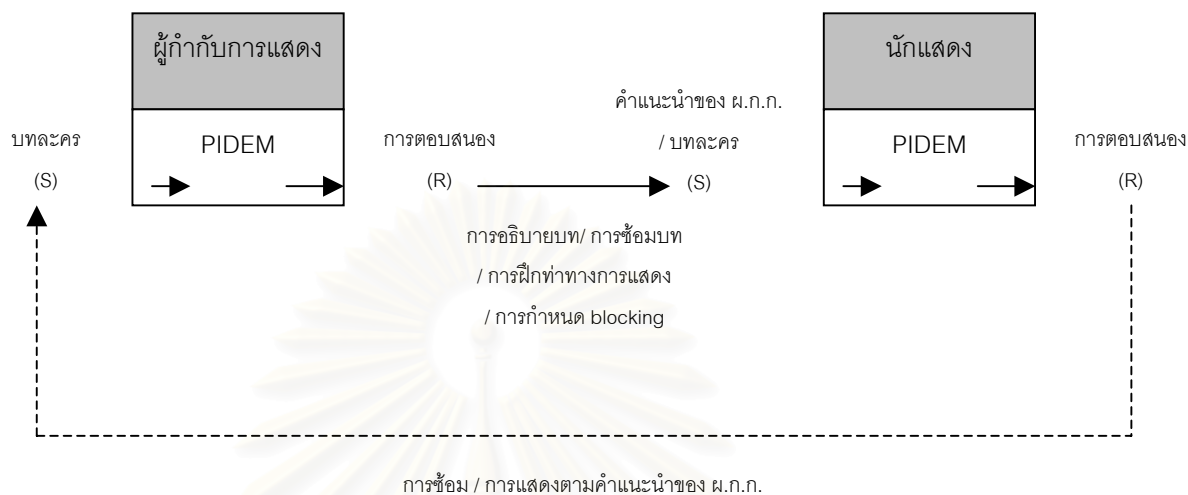 ผู้กำกับการแสดง
นักแสดง
คำแนะนำของ ผ.ก.ก.
บทละคร
PIDEM
การตอบสนอง
/ บทละคร
PIDEM
การตอบสนอง
(S)
(R)
(S)
(R)
การอธิบายบท/ การซ้อมบท
/ การฝึกท่าทางการแสดง
/ การกำหนด blocking
การซ้อม / การแสดงตามคำแนะนำของ ผ.ก.ก.